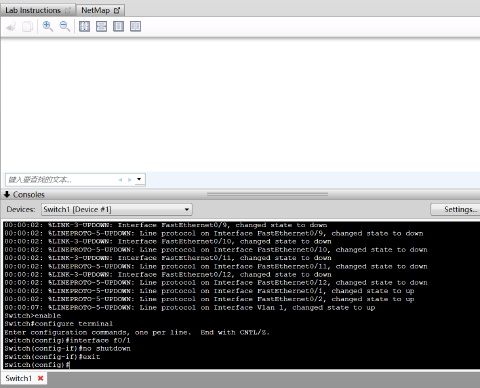 Lab Instructions
NetMap
键入要查找的文本...
Consoles
Devices: Switch1 [Device #1]
Settings...
00:00:02: %LINK-3-UPDOWN: Interface FastEthernet0/9, changed state to down
00:00:02: %LINEPROTO-5-UPDOWN: Line protocol on Interface FastEthernet0/9, changed state to down
00:00:02: %LINK-3-UPDOWN: Interface FastEthernet0/10, changed state to down
00:00:02: %LINEPROTO-5-UPDOWN: Line protocol on Interface FastEthernet0/10, changed state to down
00:00:02: %LINK-3-UPDOWN: Interface FastEthernet0/11, changed state to down
00:00:02: %LINEPROTO-5-UPDOWN: Line protocol on Interface FastEthernet0/11, changed state to down
00:00:02: %LINK-3-UPDOWN: Interface FastEthernet0/12, changed state to down
00:00:02: %LINEPROTO-5-UPDOWN: Line protocol on Interface FastEthernet0/12, changed state to down
00:00:02: %LINEPROTO-5-UPDOWN: Line protocol on Interface FastEthernet0/1, changed state to up
00:00:02: %LINEPROTO-5-UPDOWN: Line protocol on Interface FastEthernet0/2, changed state to up
00:00:07: %LINEPROTO-5-UPDOWN: Line protocol on Interface Vlan 1, changed state to up
Switch>enable
Switch#configure terminal
Enter configuration commands, one per line.  End with CNTL/Z.
Switch(config)#interface f0/1
Switch(config-if)#no shutdown
Switch(config-if)#exit
Switch(config)#
Switch1